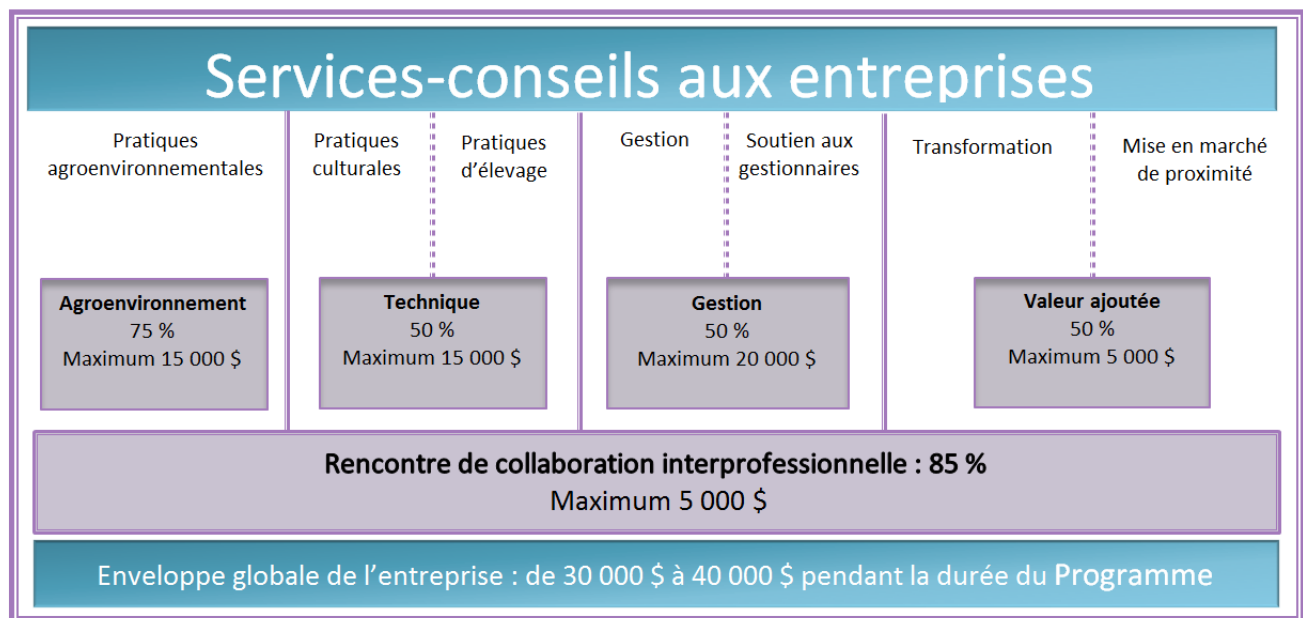 Services-conseils aux entreprises
Pratiques
agroenvironnementales
Pratiques
culturales
Pratiques
d’élevage
Gestion
Soutien aux
gestionnaires
Transformation
Mise en marché
de proximité
Agroenvironnement
75 %
Maximum 15 000 $
Technique
50 %
Maximum 15 000 $
Gestion
50 %
Maximum 20 000 $
Valeur ajoutée
50 %
Maximum 5 000 $
Rencontre de collaboration interprofessionnelle : 85 %
Maximum 5 000 $
Enveloppe globale de l’entreprise : de 30 000 $ à 40 000 $ pendant la durée du Programme